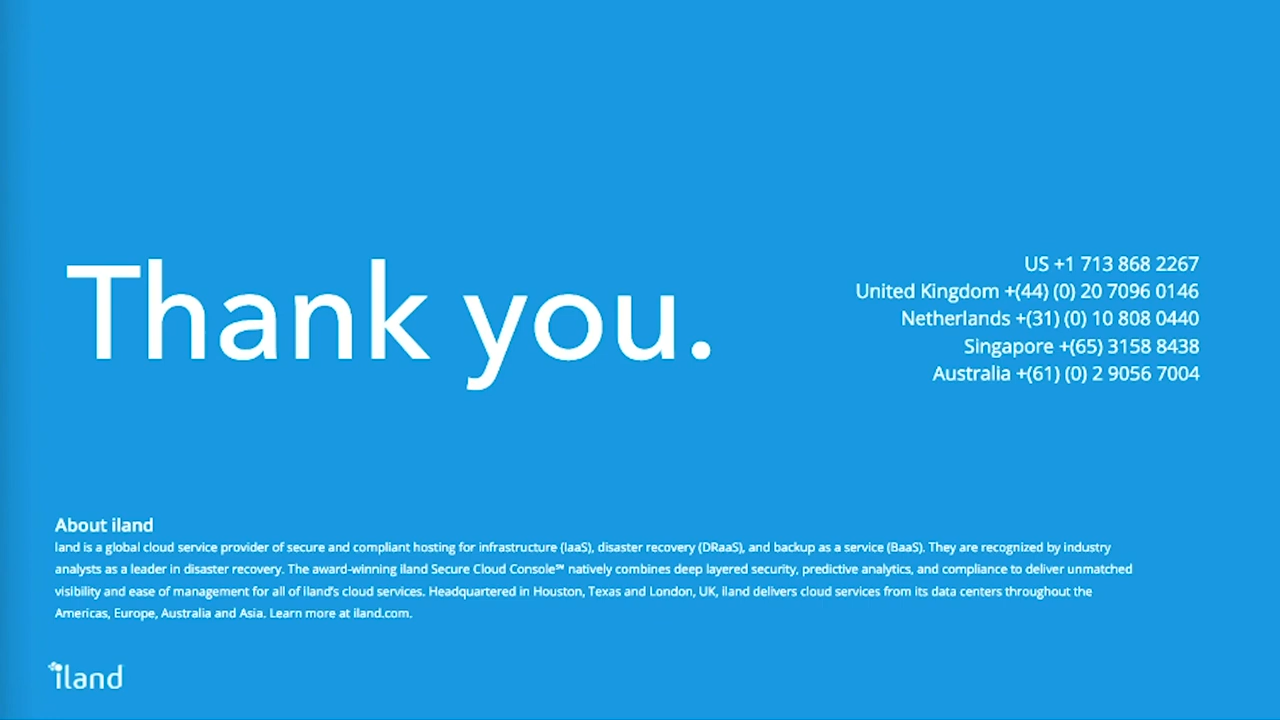 Thank you.
US +1 713 868 2267
United Kingdom +(44) (0) 20 7096 0146
Netherlands +(31) (0) 10 808 0440
Singapore +(65) 3158 8438
Australia +(61) (0) 2 9056 7004
About iland
land is a global cloud service provider of secure and compliant hosting for infrastructure (IaaS), disaster recovery (DRaaS), and backup as a service (BaaS). They are recognized by industry
analysts as a leader in disaster recovery. The award-winning iland Secure Cloud Console℠ natively combines deep layered security, predictive analytics, and compliance to deliver unmatched
visibility and ease of management for all of iland's cloud services. Headquartered in Houston, Texas and London, UK, iland delivers cloud services from its data centers throughout the
Americas, Europe, Australia and Asia. Learn more at iland.com.
iland